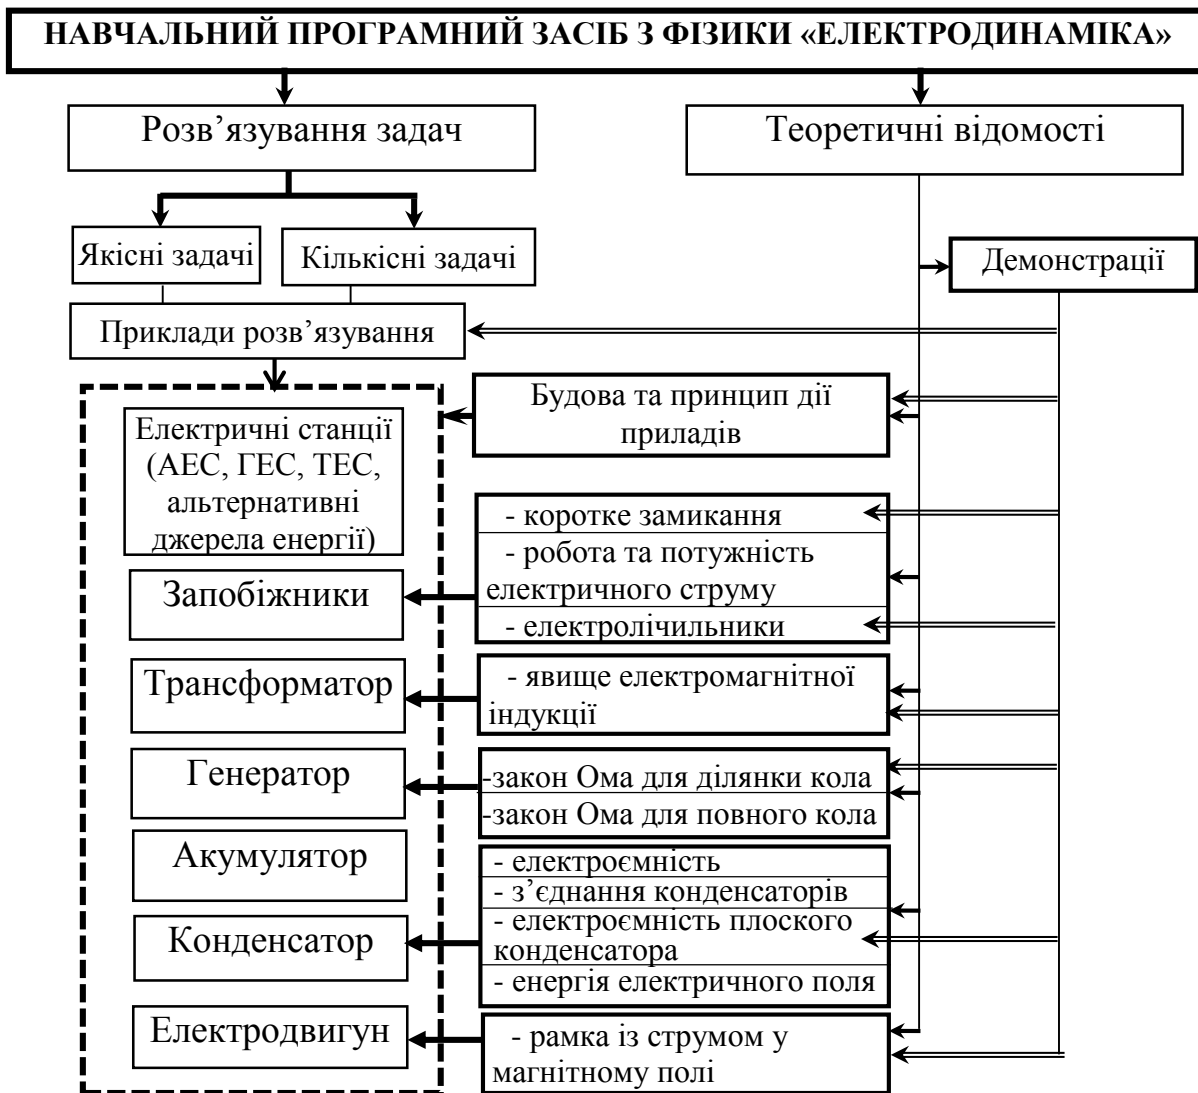 НАВЧАЛЬНИЙ ПРОГРАМНИЙ ЗАСІБ З ФІЗИКИ «ЕЛЕКТРОДИНАМІКА»
Розв’язування задач
Теоретичні відомості
Якісні задачі
Кількісні задачі
Демонстрації
Приклади розв’язування
Будова та принцип дії
приладів
Електричні станції
(АЕС, ГЕС, ТЕС,
альтернативні
джерела енергії)
- коротке замикання
- робота та потужність
електричного струму
- електролічильники
Запобіжники
Трансформатор
- явище електромагнітної
індукції
Генератор
-закон Ома для ділянки кола
-закон Ома для повного кола
Акумулятор
- електроємність
- з’єднання конденсаторів
- електроємність плоского
конденсатора
- енергія електричного поля
Конденсатор
Електродвигун
- рамка із струмом у
магнітному полі